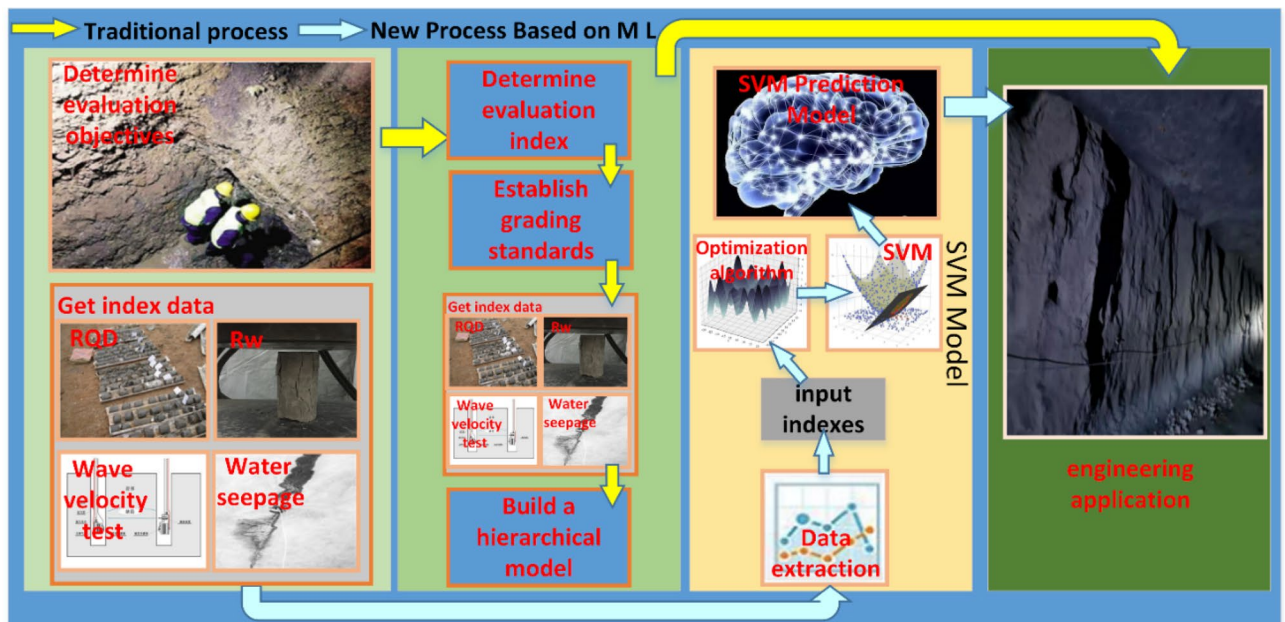 Traditional process
New Process Based on M L
Determine
evaluation
objectives
Get index data
RQD
Rw
Wave
velocity
test
Water
seepage
Determine
evaluation
index
Establish
grading
standards
Get index data
RQD
Rw
Wave
velocity
test
Water
seepage
Build a
hierarchical
model
SVM Prediction
Model
Optimization
algorithm
SVM
SVM Model
input
indexes
Data
extraction
engineering
application